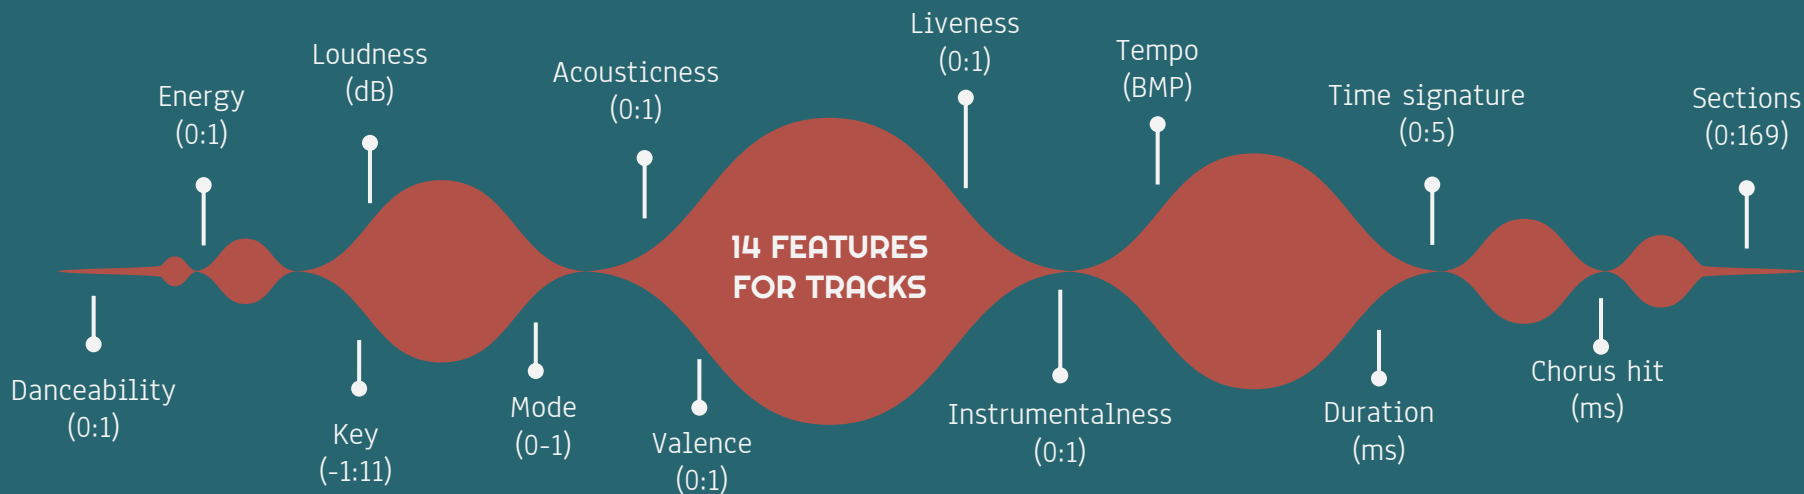 Liveness
(0:1)
Loudness
(dB)
Tempo
(BMP)
Acousticness
(0:1)
Energy
(0:1)
Time signature
(0:5)
Sections
(0:169)
14 FEATURES
FOR TRACKS
Danceability
(0:1)
Key
(-1:11)
Mode
(0-1)
Valence
(0:1)
Instrumentalness
(0:1)
Duration
(ms)
Chorus hit
(ms)